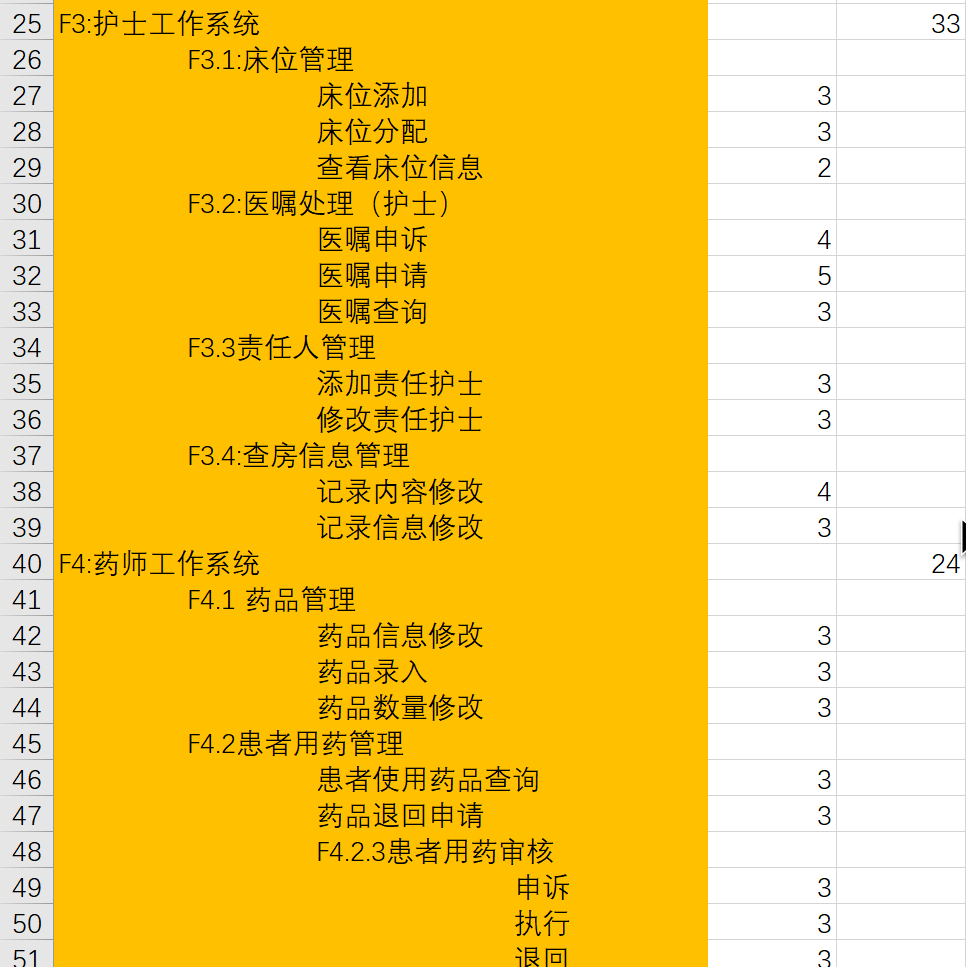 25 F3:护士工作系统 33
26 F3.1:床位管理
27 床位添加 3
28 床位分配 3
29 查看床位信息 2
30 F3.2:医嘱处理（护士）
31 医嘱申诉 4
32 医嘱申请 5
33 医嘱查询 3
34 F3.3责任人管理
35 添加责任护士 3
36 修改责任护士 3
37 F3.4:查房信息管理
38 记录内容修改 4
39 记录信息修改 3
40 F4:药师工作系统 24
41 F4.1 药品管理
42 药品信息修改 3
43 药品录入 3
44 药品数量修改 3
45 F4.2患者用药管理
46 患者使用药品查询 3
47 药品退回申请 3
48 F4.2.3患者用药审核
49 申诉 3
50 执行 3
51 退回 3